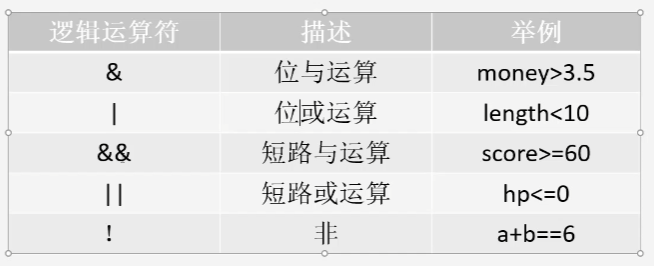 逻辑运算符 描述 举例
& 位与运算 money>3.5
| 位或运算 length<10
&& 短路与运算 score>=60
|| 短路或运算 hp<=0
! 非 a+b==6